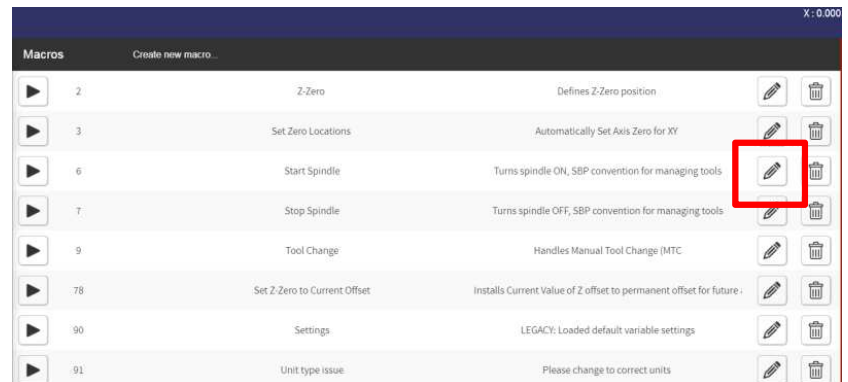 X : 0.000
Macros Create new macro...
2 Z-Zero Defines Z-Zero position
3 Set Zero Locations Automatically Set Axis Zero for XY
6 Start Spindle Turns spindle ON, SBP convention for managing tools
7 Stop Spindle Turns spindle OFF, SBP convention for managing tools
9 Tool Change Handles Manual Tool Change (MTC
78 Set Z-Zero to Current Offset Installs Current Value of Z offset to permanent offset for future
90 Settings LEGACY: Loaded default variable settings
91 Unit type issue Please change to correct units